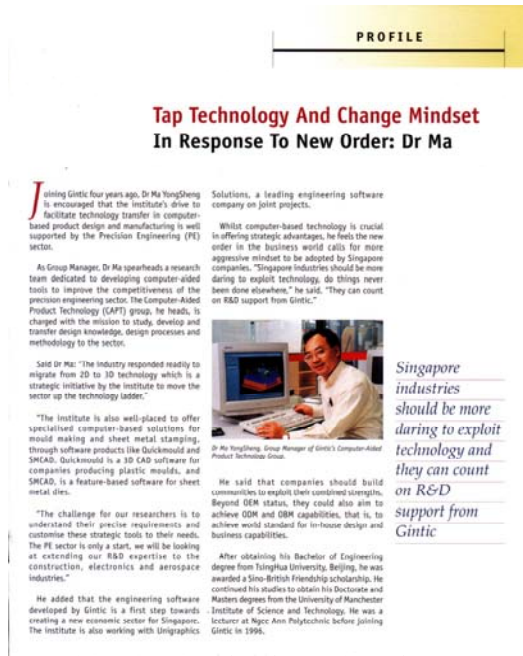 PROFILE
Tap Technology And Change Mindset
In Response To New Order: Dr Ma
Joining Gintic four years ago, Dr Ma YongSheng
is encouraged that the institute's drive to
facilitate technology transfer in computer-
based product design and manufacturing is well
supported by the Precision Engineering (PE)
sector.
As Group Manager, Dr Ma spearheads a research
team dedicated to developing computer-aided
tools to improve the competitiveness of the
precision engineering sector. The Computer-Aided
Product Technology (CAPT) group, he heads, is
charged with the mission to study, develop and
transfer design knowledge, design processes and
methodology to the sector.
Said Dr Ma: "The industry responded readily to
migrate from 2D to 3D technology which is a
strategic initiative by the institute to move the
sector up the technology ladder."
"The institute is also well-placed to offer
specialised computer-based solutions for
mould making and sheet metal stamping,
through software products like Quickmould and
SMCAD. Quickmould is a 3D CAD software for
companies producing plastic moulds, and
SMCAD, is a feature-based software for sheet
metal dies.
"The challenge for our researchers is to
understand their precise requirements and
customise these strategic tools to their needs.
The PE sector is only a start, we will be looking
at extending our R&D expertise to the
construction, electronics and aerospace
industries."
He added that the engineering software
developed by Gintic is a first step towards
creating a new economic sector for Singapore.
The institute is also working with Unigraphics
Solutions, a leading engineering software
company on joint projects.
Whilst computer-based technology is crucial
in offering strategic advantages, he feels the new
order in the business world calls for more
aggressive mindset to be adopted by Singapore
companies. "Singapore industries should be more
daring to exploit technology, do things never
been done elsewhere," he said. "They can count
on R&D support from Gintic."
Dr Ma YongSheng, Group Manager of Gintic's Computer-Aided
Product Technology Group.
He said that companies should build
communities to exploit their combined strengths.
Beyond OEM status, they could also aim to
achieve ODM and OBM capabilities, that is, to
achieve world standard for in-house design and
business capabilities.
After obtaining his Bachelor of Engineering
degree from TsingHua University, Beijing, he was
awarded a Sino-British Friendship scholarship. He
continued his studies to obtain his Doctorate and
Masters degrees from the University of Manchester
Institute of Science and Technology. He was a
lecturer at Ngee Ann Polytechnic before joining
Gintic in 1996.
Singapore
industries
should be more
daring to exploit
technology and
they can count
on R&D
support from
Gintic